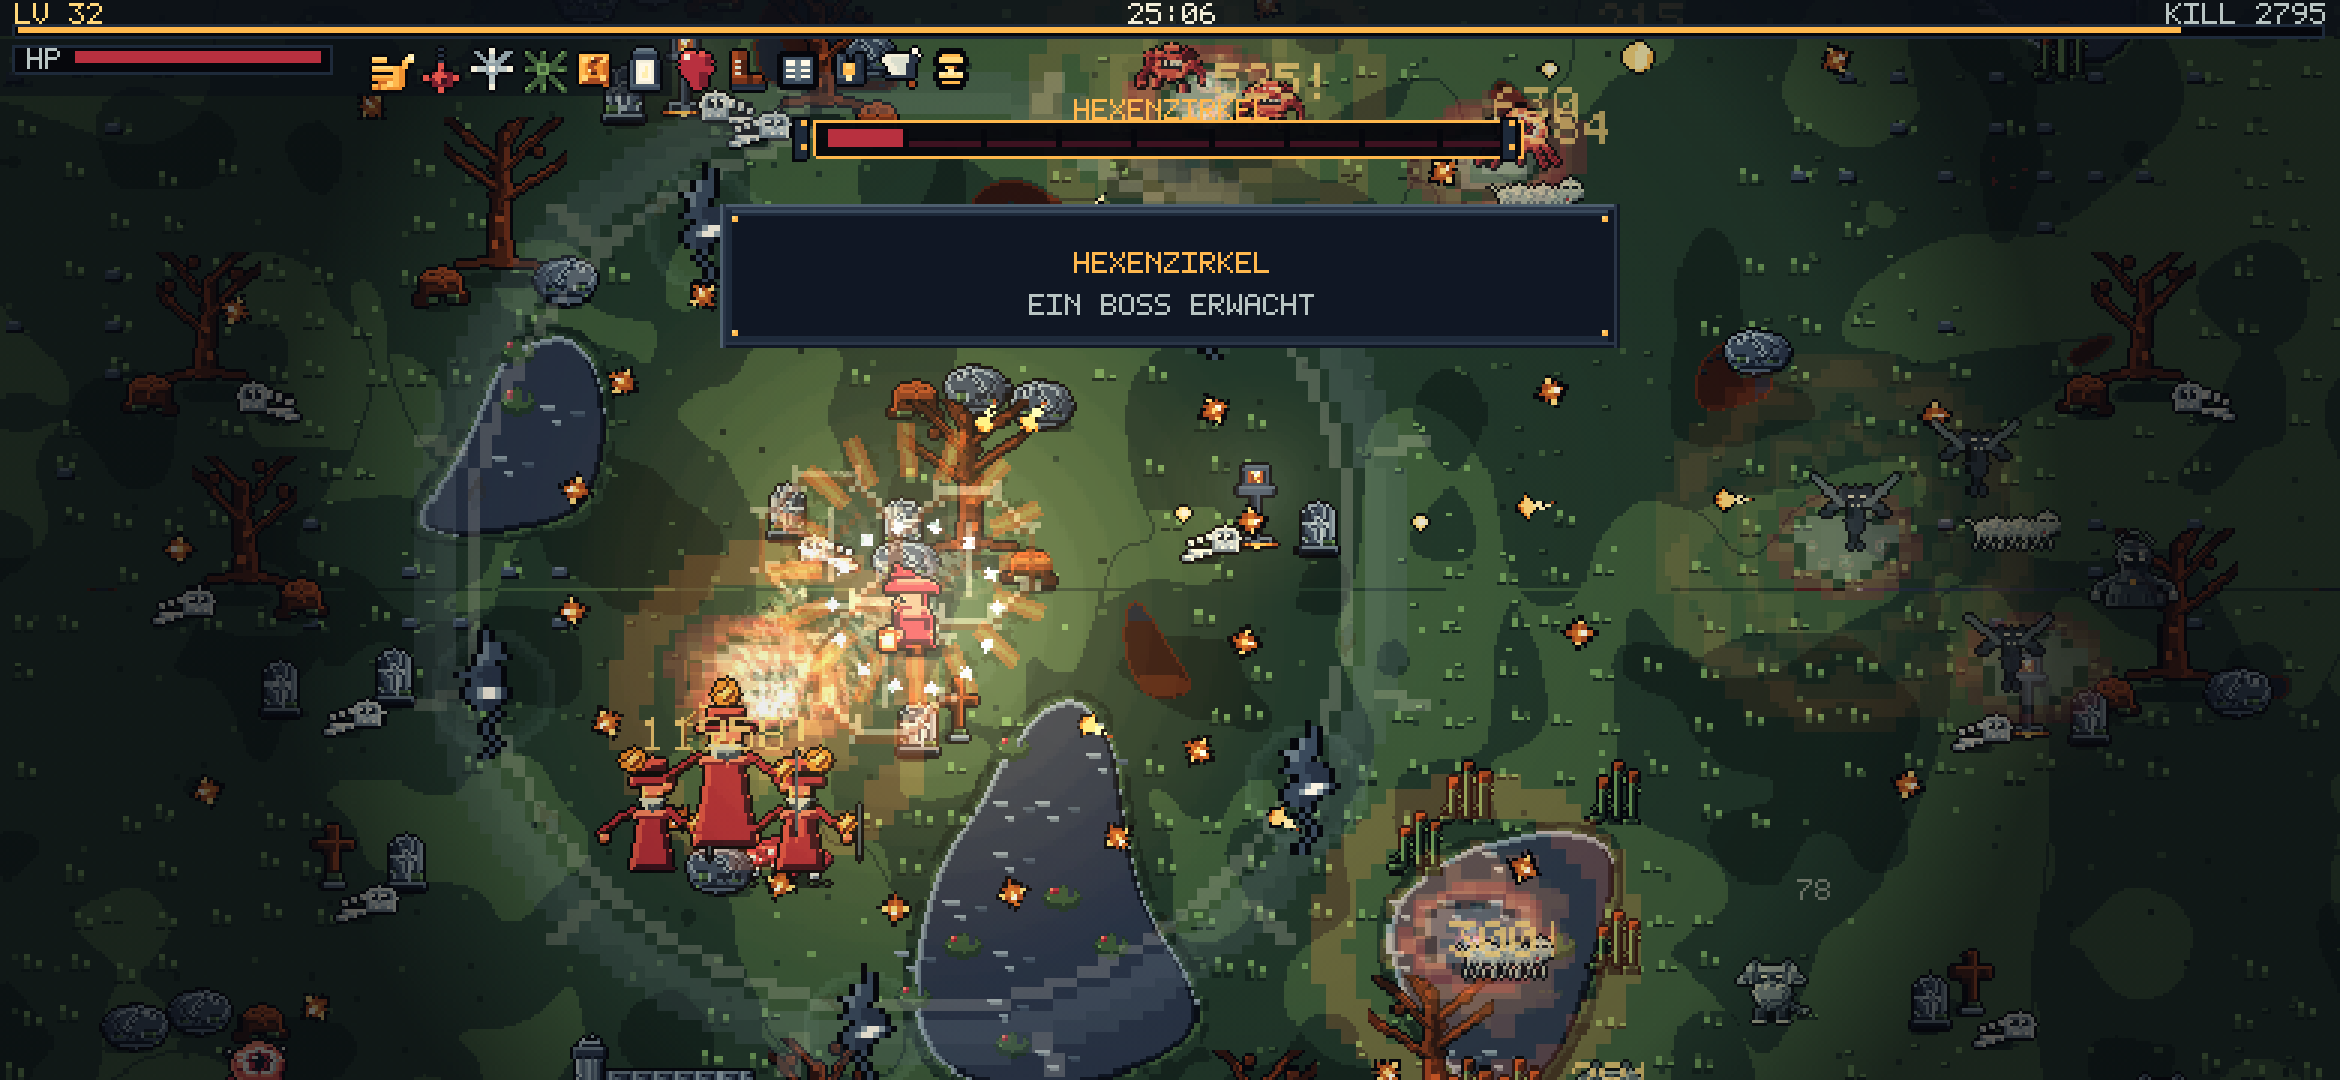 LV 32
25:06
KILL 2795
HP
HEXENZIRKEL
HEXENZIRKEL
EIN BOSS ERWACHT
78